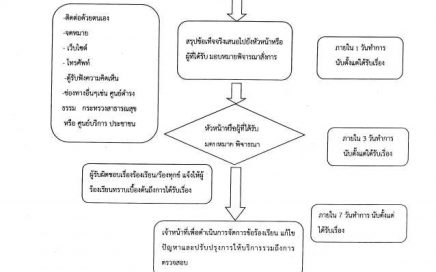 -ติดต่อด้วยตนเอง
-จดหมาย
- เว็บไซต์
- โทรศัพท์
-ตู้รับฟังความคิดเห็น
-ช่องทางอื่นๆเช่น ศูนย์ดำรง
ธรรม กระทรวงสาธารณสุข
หรือ ศูนย์บริการ ประชาชน
สรุปข้อเท็จจริงเสนอไปยังหัวหน้าหรือ
ผู้ที่ได้รับ มอบหมายพิจารณาสั่งการ
ภายใน 1 วันทำการ
นับตั้งแต่ได้รับเรื่อง
หัวหน้าหรือผู้ที่ได้รับ
มอบหมาย พิจารณา
ภายใน 3 วันทำการ
นับตั้งแต่ได้รับเรื่อง
ผู้รับผิดชอบเรื่องร้องเรียน/ร้องทุกข์ แจ้งให้ผู้
ร้องเรียนทราบเบื้องต้นถึงการได้รับเรื่อง
ภายใน 7 วันทำการ นับตั้งแต่
ได้รับเรื่อง
เจ้าหน้าที่เพื่อดำเนินการจัดการข้อร้องเรียน แก้ไข
ปัญหาและปรับปรุงการให้บริการรวมถึงการ
ตรวจสอบ